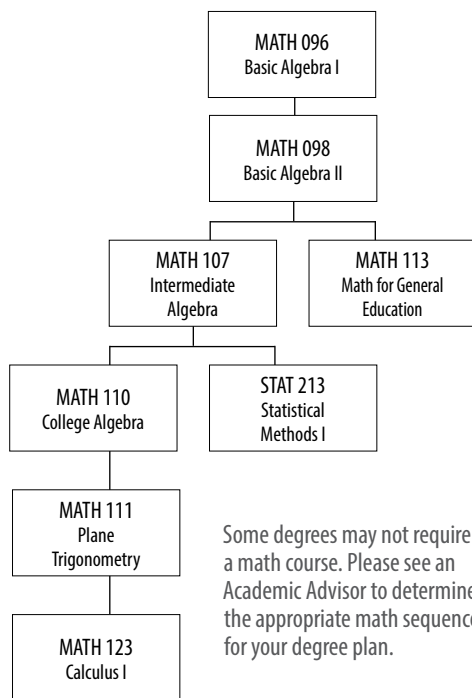 MATH 096
Basic Algebra I
MATH 098
Basic Algebra II
MATH 107
Intermediate
Algebra
MATH 113
Math for General
Education
MATH 110
College Algebra
STAT 213
Statistical
Methods I
MATH 111
Plane
Trigonometry
MATH 123
Calculus I
Some degrees may not require
a math course. Please see an
Academic Advisor to determine
the appropriate math sequence
for your degree plan.